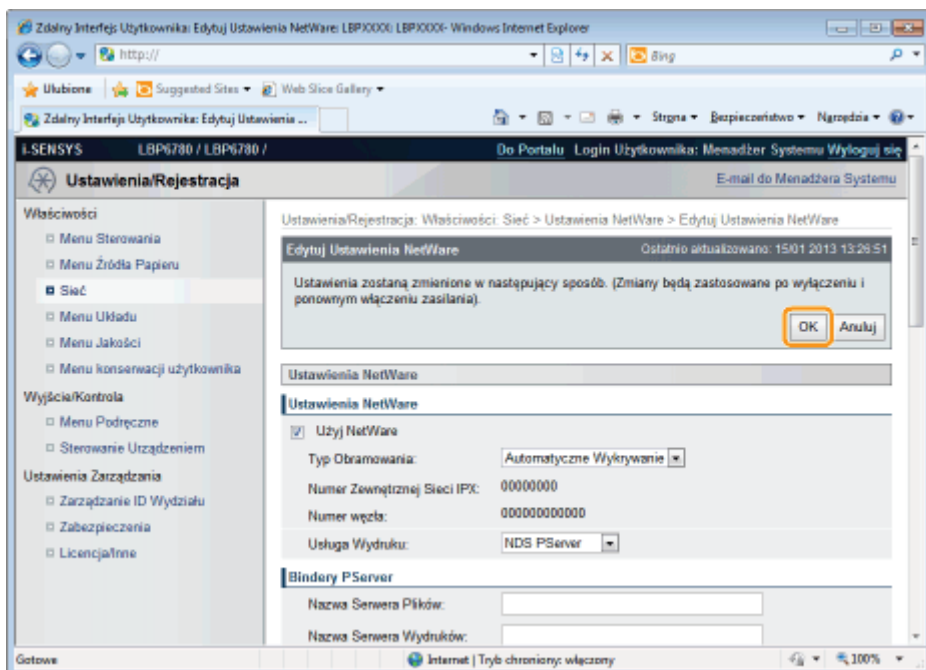 Zdalny Interfejs Użytkownika: Edytuj Ustawienia NetWare: LBPXXXX: LBPXXXX- Windows Internet Explorer
http://
Bing
Ulubione Suggested Sites Web Slice Gallery
Zdalny Interfejs Użytkownika: Edytuj Ustawienia ...
Strona Bezpieczeństwo Narzędzia
i-SENSYS LBP6780 / LBP6780 / Do Portalu Login Użytkownika: Menadżer Systemu Wyloguj się
Ustawienia/Rejestracja E-mail do Menadżera Systemu
Właściwości
Menu Sterowania
Menu Źródła Papieru
Sieć
Menu Układu
Menu Jakości
Menu konserwacji użytkownika
Wyjście/Kontrola
Menu Podręczne
Sterowanie Urządzeniem
Ustawienia Zarządzania
Zarządzanie ID Wydziału
Zabezpieczenia
Licencja/Inne
Ustawienia/Rejestracja: Właściwości: Sieć > Ustawienia NetWare > Edytuj Ustawienia NetWare
Edytuj Ustawienia NetWare Ostatnio aktualizowano: 15/01 2013 13:26:51
Ustawienia zostaną zmienione w następujący sposób. (Zmiany będą zastosowane po wyłączeniu i
ponownym włączeniu zasilania).
OK Anuluj
Ustawienia NetWare
Ustawienia NetWare
Użyj NetWare
Typ Obramowania: Automatyczne Wykrywanie
Numer Zewnętrznej Sieci IPX: 00000000
Numer węzła: 000000000000
Usługa Wydruku: NDS PServer
Bindery PServer
Nazwa Serwera Plików:
Nazwa Serwera Wydruków:
Gotowe Internet | Tryb chroniony: włączony 100%